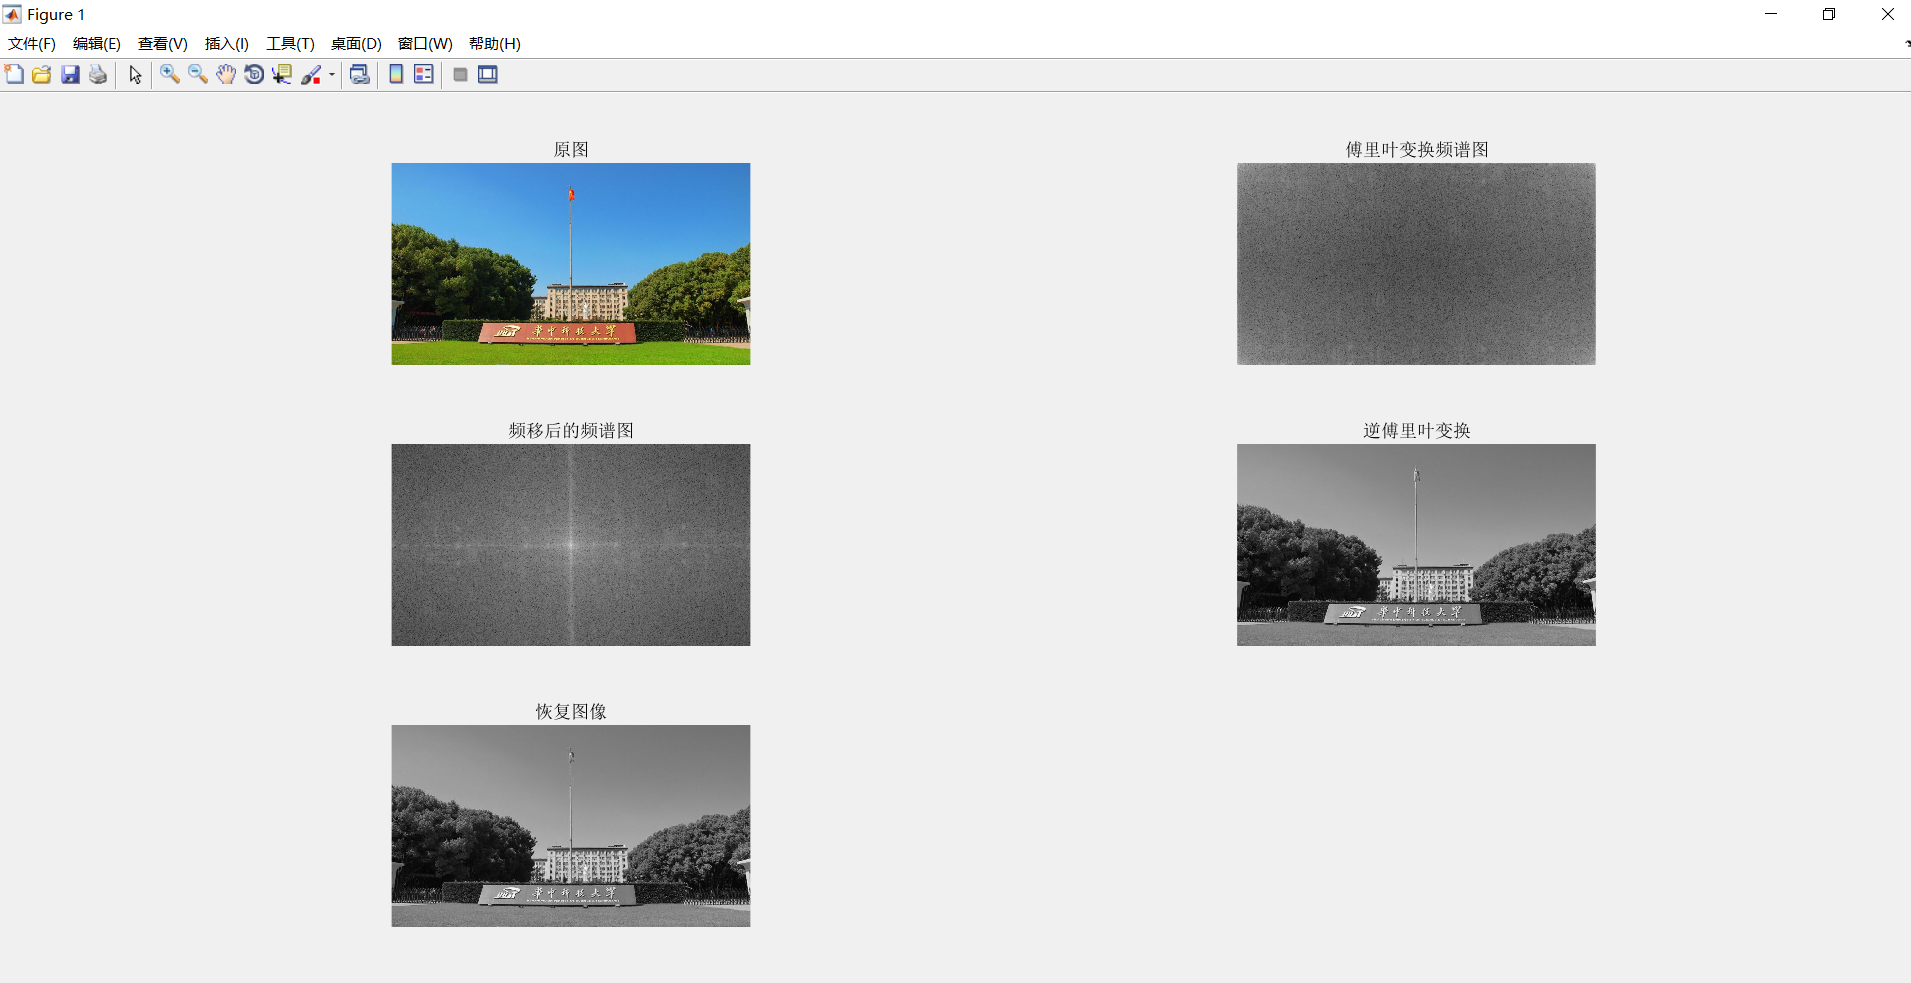 Figure 1
文件(F) 编辑(E) 查看(V) 插入(I) 工具(T) 桌面(D) 窗口(W) 帮助(H)
原图
傅里叶变换频谱图
華中科技大学
频移后的频谱图
逆傅里叶变换
華中科技大学
恢复图像
華中科技大学